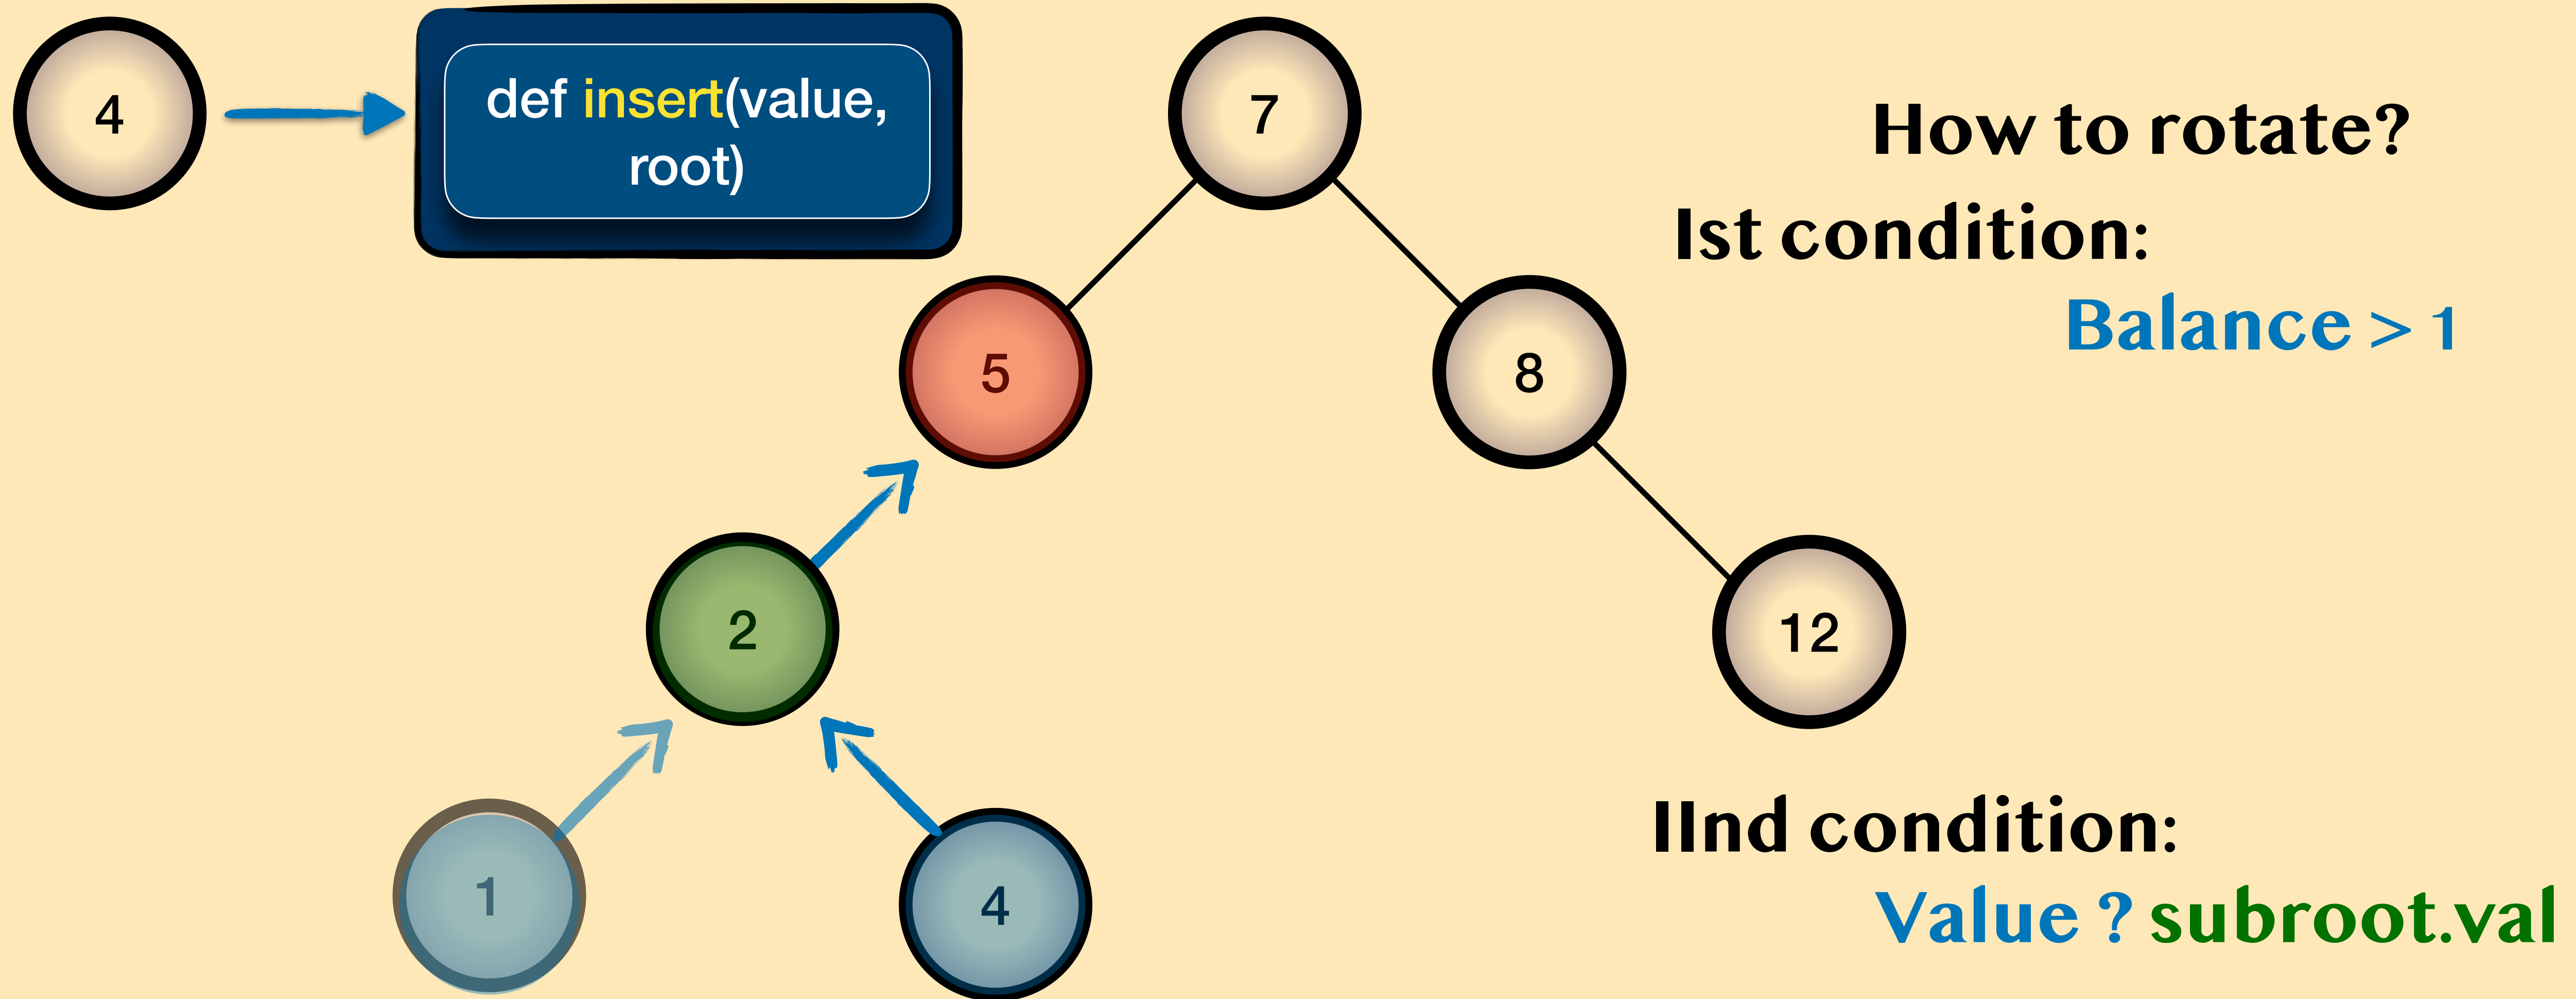 4
def insert(value,
root)
7
How to rotate?
Ist condition:
Balance > 1
5
8
2
12
IInd condition:
1
4
Value ? subroot.val